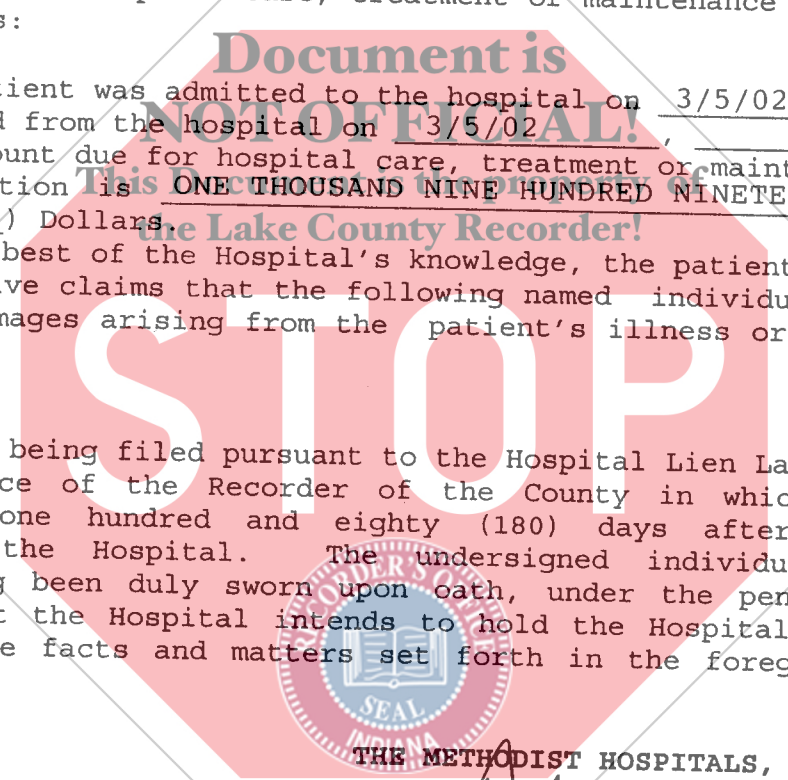 treatment or maintenance
s:
Document is
tient was admitted to the hospital on 3/5/02
d from the hospital on 3/5/02,
NOT OFFICIAL!
ount due for hospital care, treatment or maint
tion is ONE THOUSAND NINE HUNDRED NINETE
This Document is the property of
) Dollars.
the Lake County Recorder!
best of the Hospital's knowledge, the patient
ve claims that the following named individu
mages arising from the patient's illness or
STOP
being filed pursuant to the Hospital Lien La
ce of the Recorder of the County in whic
one hundred and eighty (180) days after
the Hospital. The undersigned individu
g been duly sworn upon oath, under the pen
t the Hospital intends to hold the Hospital
e facts and matters set forth in the foreg
RECORDER'S OFFICE
SEAL
INDIANA
THE METHODIST HOSPITALS,